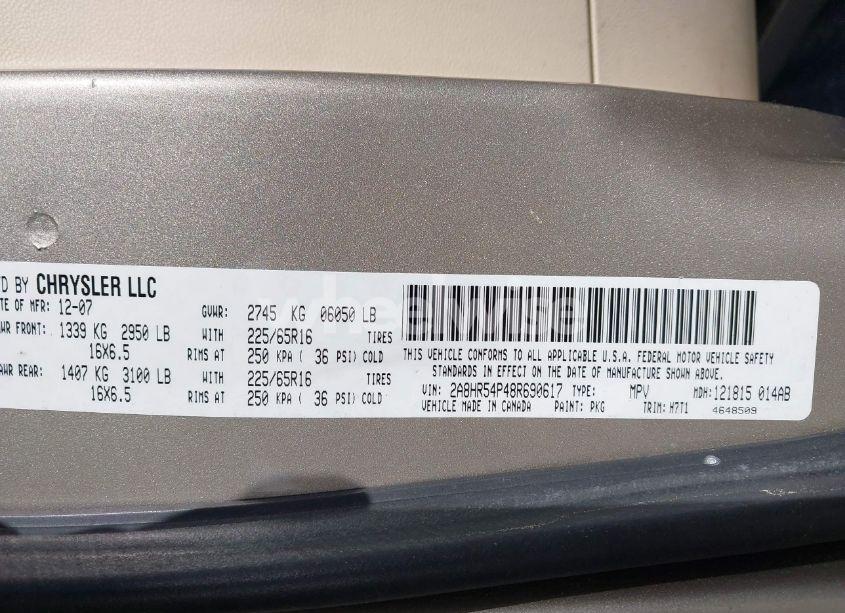 D BY CHRYSLER LLC
ATE OF MFR: 12-07 GVWR: 2745 KG 06050 LB
WR FRONT: 1339 KG 2950 LB WITH 225/65R16 TIRES
16X6.5 RIMS AT 250 KPA ( 36 PSI) COLD
AWR REAR: 1407 KG 3100 LB WITH 225/65R16 TIRES
16X6.5 RIMS AT 250 KPA ( 36 PSI) COLD
THIS VEHICLE CONFORMS TO ALL APPLICABLE U.S.A. FEDERAL MOTOR VEHICLE SAFETY
STANDARDS IN EFFECT ON THE DATE OF MANUFACTURE SHOWN ABOVE.
VIN: 2A8HR54P48R690617 TYPE: MPV MDH: 121815 014AB
VEHICLE MADE IN CANADA PAINT: PKG TRIM: H7T1 4648509
wheelwise